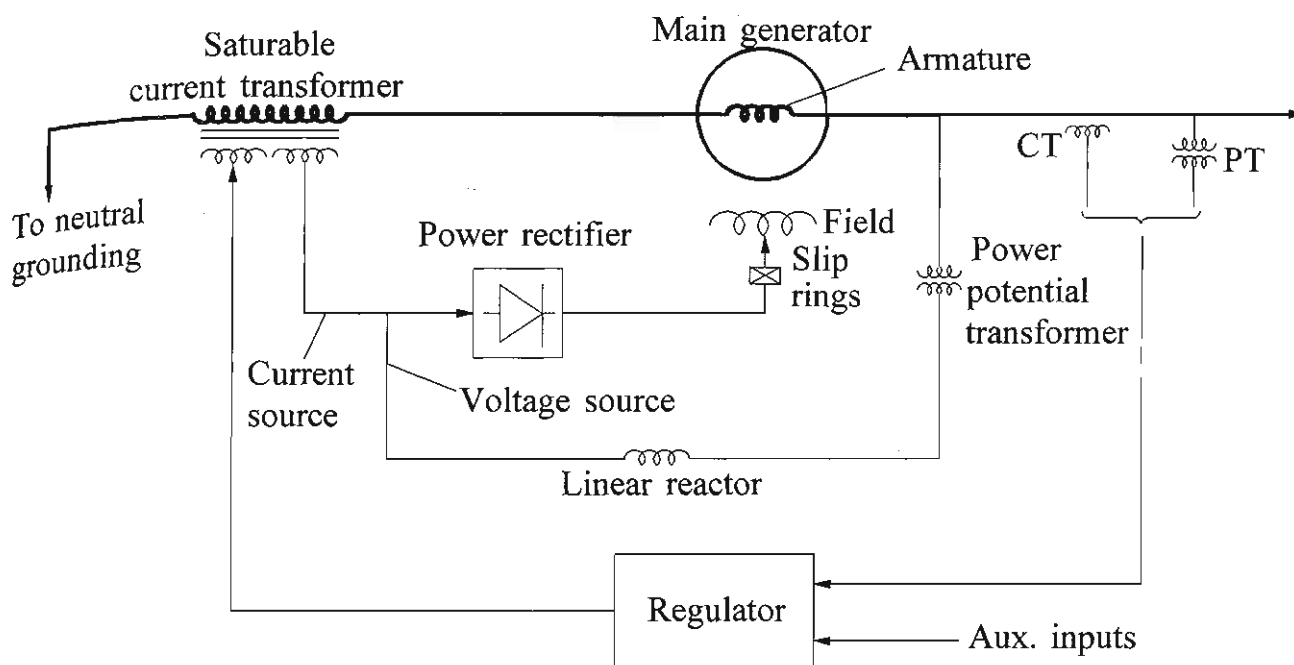 Saturable
current transformer
Main generator
Armature
CT
PT
To neutral
grounding
Power rectifier
Field
Slip
rings
Power
potential
transformer
Current
source
Voltage source
Linear reactor
Regulator
Aux. inputs